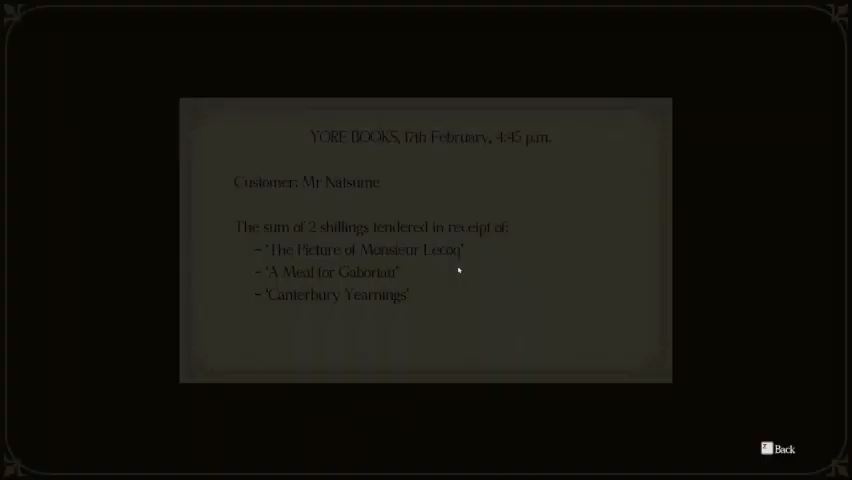 YORE BOOKS, 17th February, 4:45 p.m.
Customer: Mr Natsume
The sum of 2 shillings tendered in receipt of:
- 'The Picture of Monsieur Lecoq'
- 'A Meal for Gaboriau'
- 'Canterbury Yearnings'
Z
Back